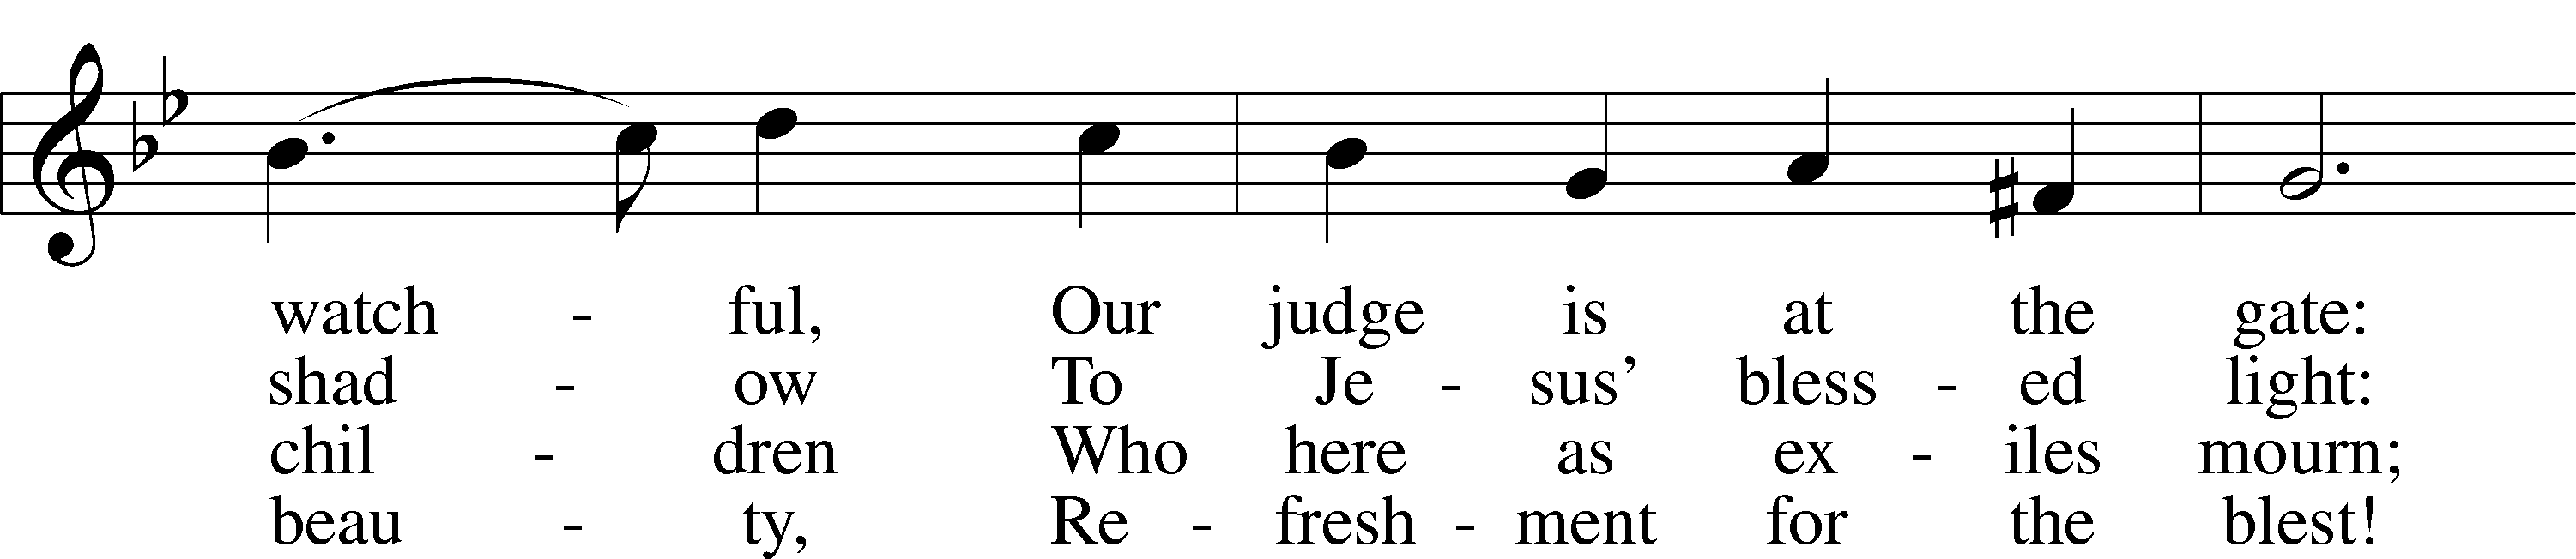 watch - ful, Our judge is at the gate:
shad - ow To Je - sus’ bless - ed light:
chil - dren Who here as ex - iles mourn;
beau - ty, Re - fresh - ment for the blest!